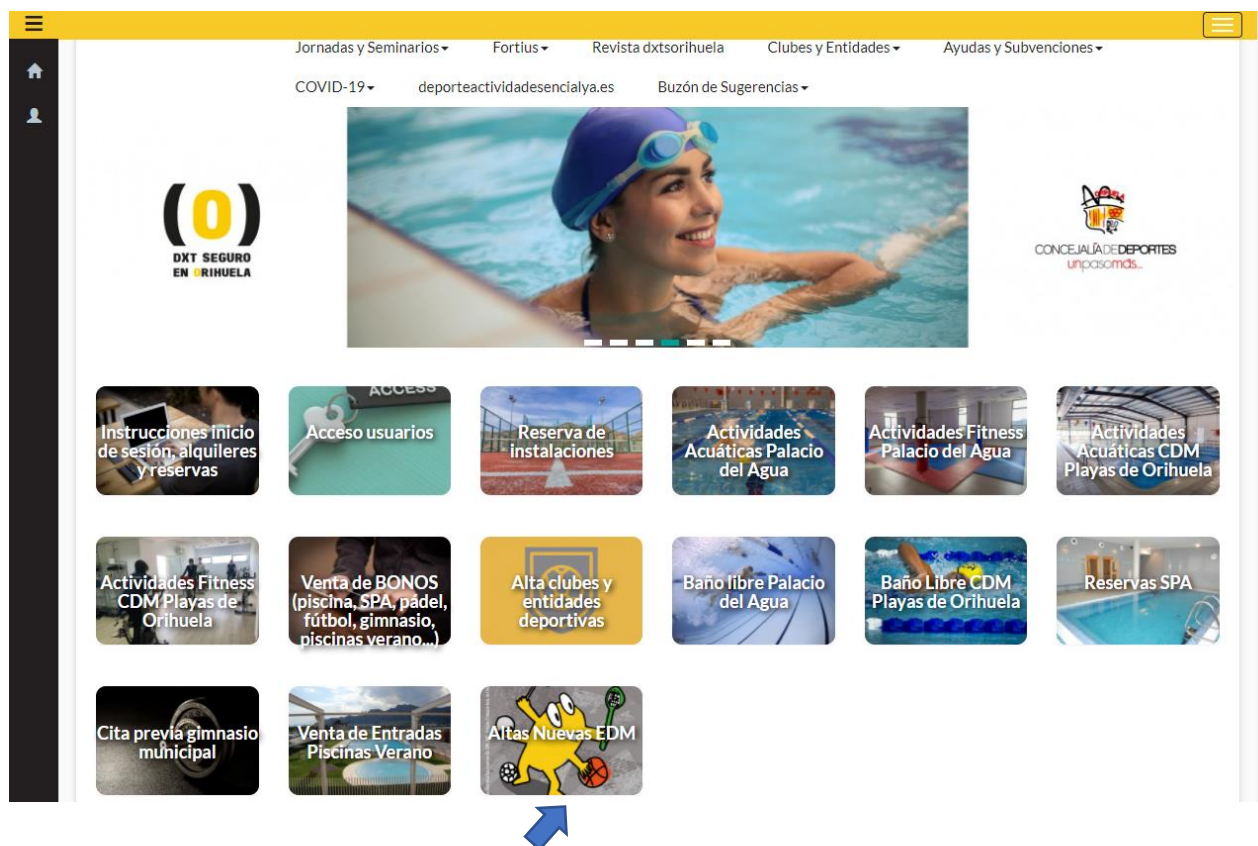 Jornadas y Seminarios Fortius Revista dxtsorihuela Clubes y Entidades Ayudas y Subvenciones
COVID-19 deporteactividadesencialya.es Buzón de Sugerencias
(O)
DXT SEGURO
EN ORIHUELA
ORIHUELA
CONCEJALÍADEDEPORTES
unpasomás...
Instrucciones inicio
de sesión, alquileres
y reservas
ACCESS
Acceso usuarios
Reserva de
instalaciones
Actividades
Acuáticas Palacio
del Agua
Actividades Fitness
Palacio del Agua
Actividades
Acuáticas CDM
Playas de Orihuela
Actividades Fitness
CDM Playas de
Orihuela
Venta de BONOS
(piscina, SPA, pádel,
fútbol, gimnasio,
piscinas verano...)
Alta clubes y
entidades
deportivas
Baño libre Palacio
del Agua
Baño Libre CDM
Playas de Orihuela
Reservas SPA
Cita previa gimnasio
municipal
Venta de Entradas
Piscinas Verano
Altas Nuevas EDM